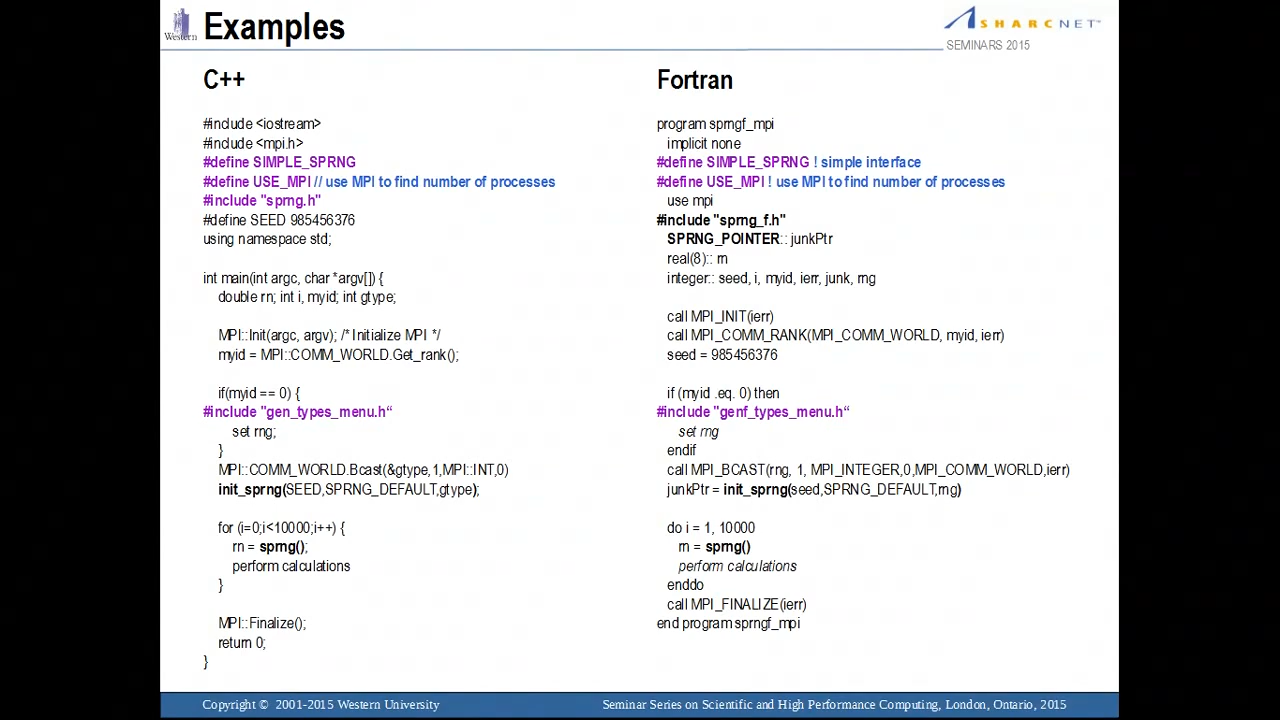 Western
Examples
SHARCNET™
SEMINARS 2015
C++
#include <iostream>
#include <mpi.h>
#define SIMPLE_SPRNG
#define USE_MPI // use MPI to find number of processes
#include "sprng.h"
#define SEED 985456376
using namespace std;
int main(int argc, char *argv[]) {
double rn; int i, myid; int gtype;
MPI::Init(argc, argv); /* Initialize MPI */
myid = MPI::COMM_WORLD.Get_rank();
if(myid == 0) {
#include "gen_types_menu.h“
set rng;
}
MPI::COMM_WORLD.Bcast(&gtype,1,MPI::INT,0)
init_sprng(SEED,SPRNG_DEFAULT,gtype);
for (i=0;i<10000;i++) {
rn = sprng();
perform calculations
}
MPI::Finalize();
return 0;
}
Fortran
program sprngf_mpi
implicit none
#define SIMPLE_SPRNG ! simple interface
#define USE_MPI ! use MPI to find number of processes
use mpi
#include "sprng_f.h"
SPRNG_POINTER:: junkPtr
real(8):: rn
integer:: seed, i, myid, ierr, junk, rng
call MPI_INIT(ierr)
call MPI_COMM_RANK(MPI_COMM_WORLD, myid, ierr)
seed = 985456376
if (myid .eq. 0) then
#include "genf_types_menu.h“
set rng
endif
call MPI_BCAST(rng, 1, MPI_INTEGER,0,MPI_COMM_WORLD,ierr)
junkPtr = init_sprng(seed,SPRNG_DEFAULT,rng)
do i = 1, 10000
rn = sprng()
perform calculations
enddo
call MPI_FINALIZE(ierr)
end program sprngf_mpi
Copyright © 2001-2015 Western University
Seminar Series on Scientific and High Performance Computing, London, Ontario, 2015